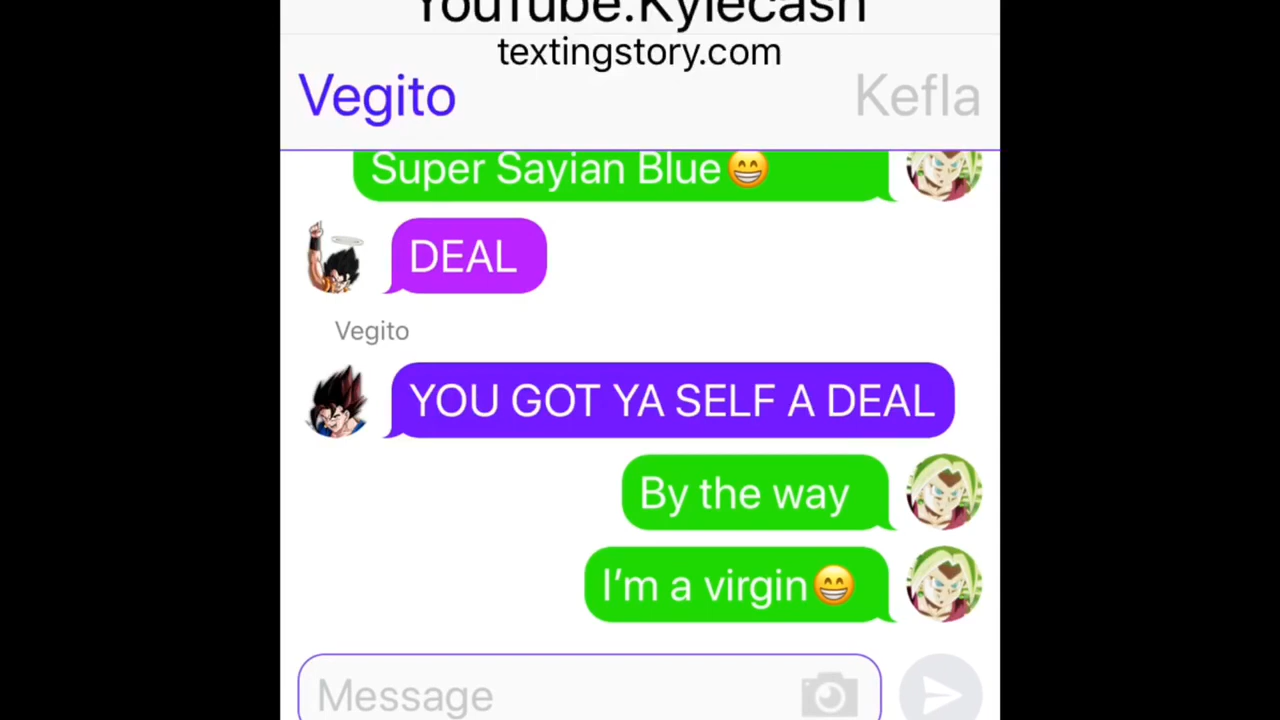 YouTube.Kylecash
textingstory.com
Vegito
Kefla
Super Sayian Blue😁
DEAL
Vegito
YOU GOT YA SELF A DEAL
By the way
I’m a virgin😁
Message